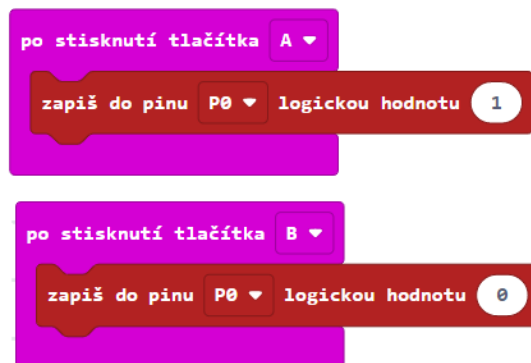 po stisknutí tlačítka A
zapiš do pinu P0 logickou hodnotu 1
po stisknutí tlačítka B
zapiš do pinu P0 logickou hodnotu 0